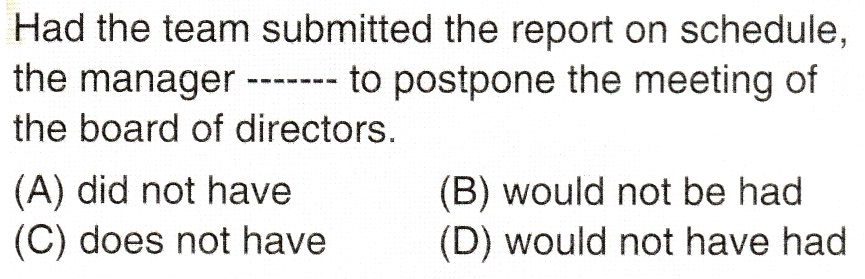 Had the team submitted the report on schedule,
the manager ------- to postpone the meeting of
the board of directors.
(A) did not have (B) would not be had
(C) does not have (D) would not have had